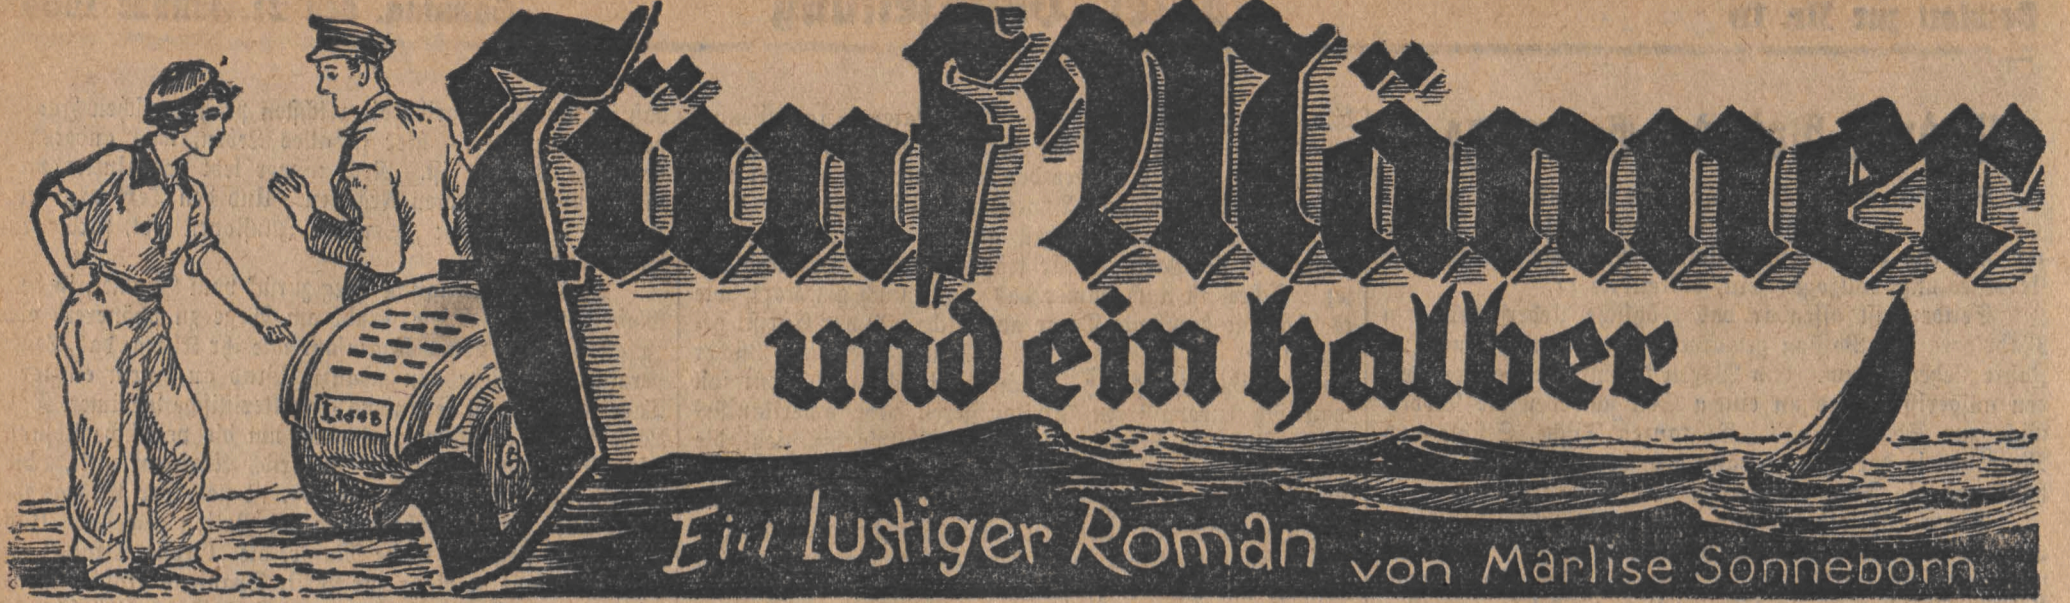 Fünf Männer
und ein halber
Ein lustiger Roman von Marlise Sonneborn